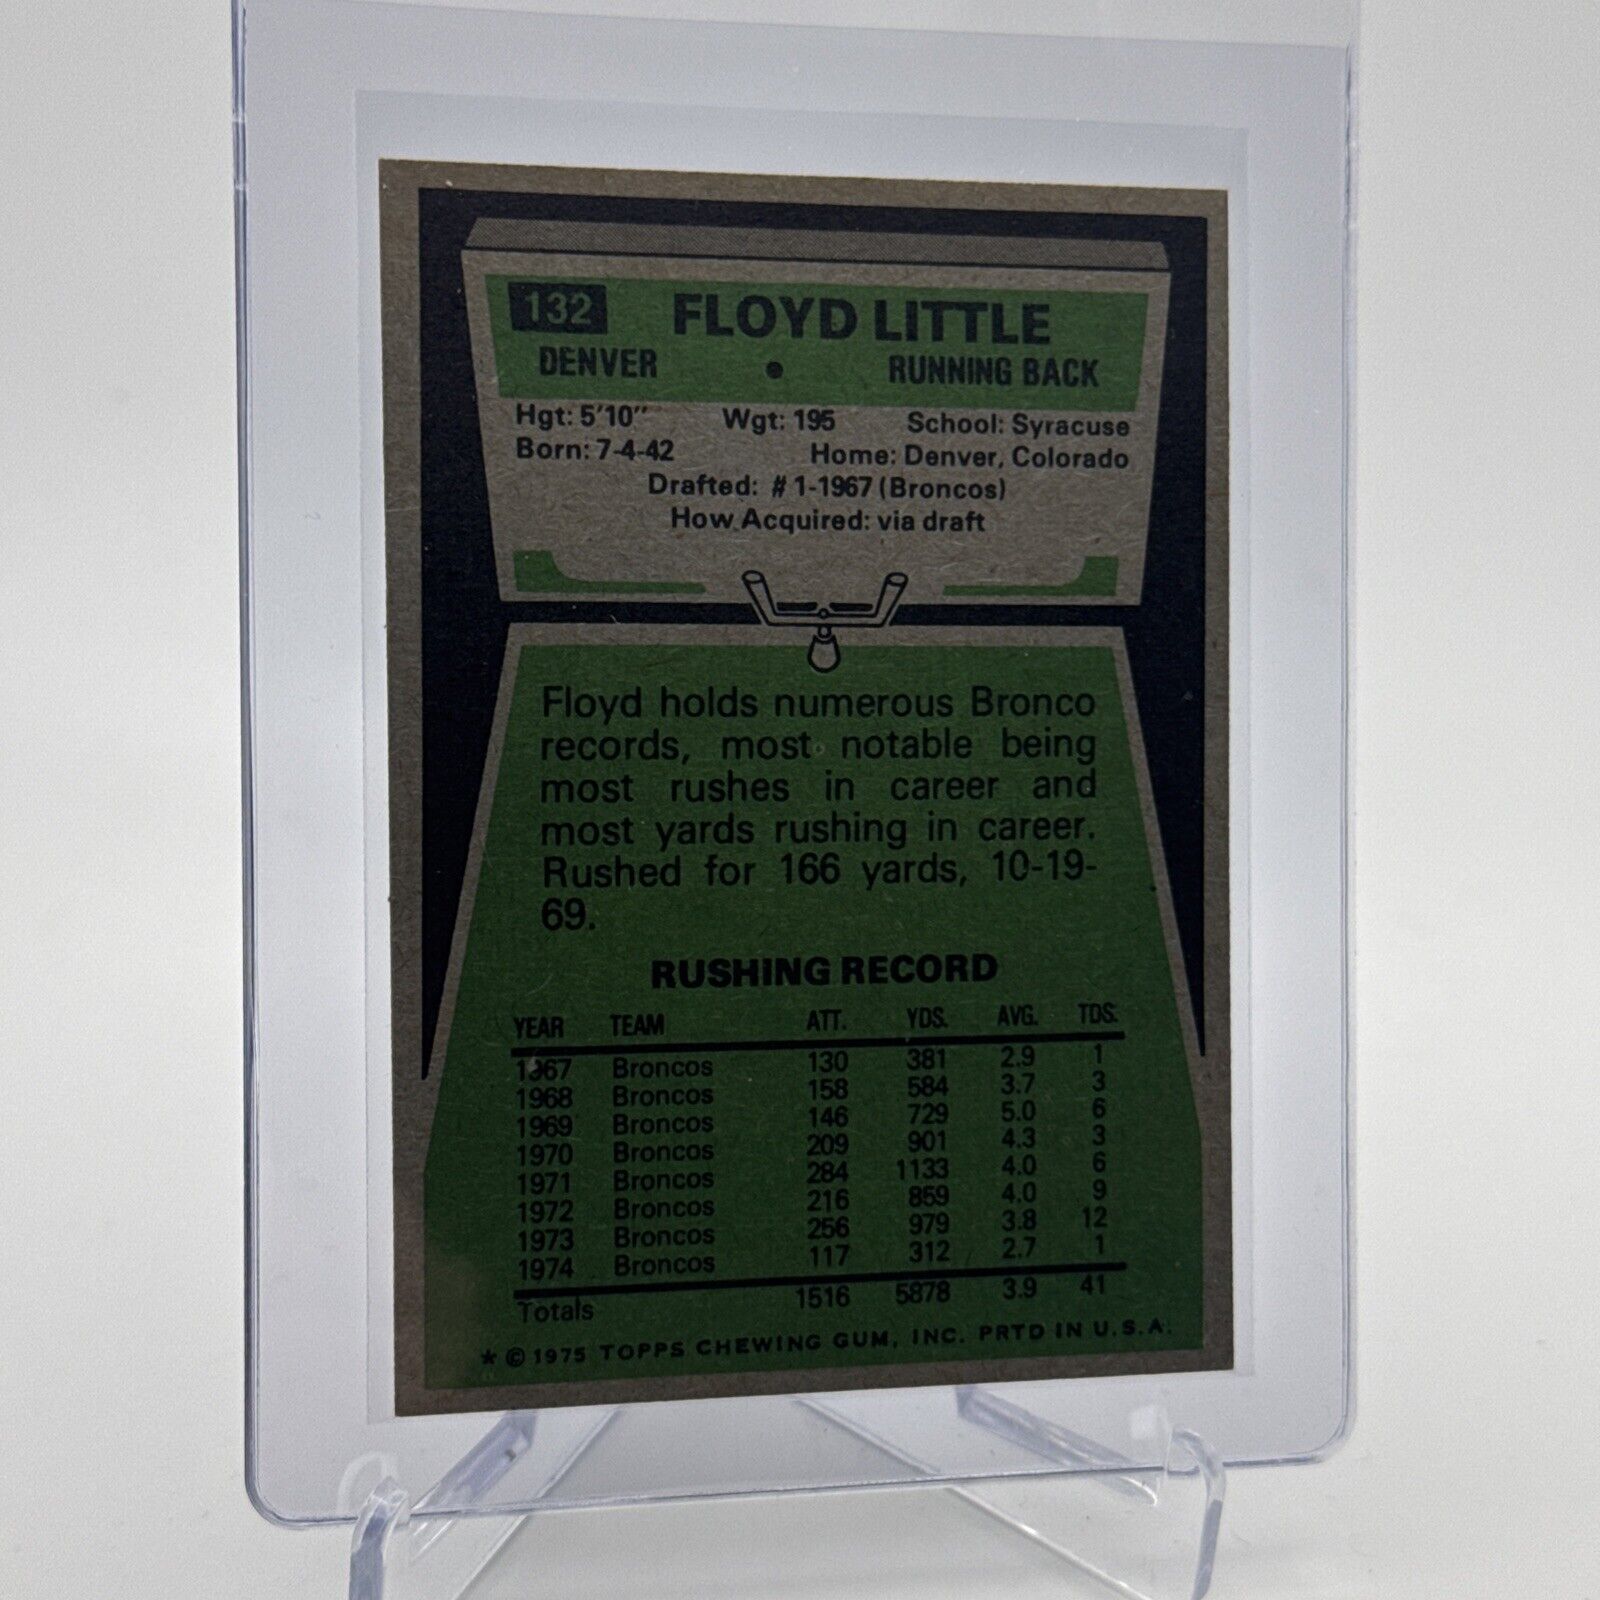 132 FLOYD LITTLE
DENVER • RUNNING BACK
Hgt: 5'10" Wgt: 195 School: Syracuse
Born: 7-4-42 Home: Denver, Colorado
Drafted: #1-1967 (Broncos)
How Acquired: via draft
Floyd holds numerous Bronco
records, most notable being
most rushes in career and
most yards rushing in career.
Rushed for 166 yards, 10-19-
69.
RUSHING RECORD
YEAR TEAM ATT. YDS. AVG. TDS.
1967 Broncos 130 381 2.9 1
1968 Broncos 158 584 3.7 3
1969 Broncos 146 729 5.0 6
1970 Broncos 209 901 4.3 3
1971 Broncos 284 1133 4.0 6
1972 Broncos 216 859 4.0 9
1973 Broncos 256 979 3.8 12
1974 Broncos 117 312 2.7 1
Totals 1516 5878 3.9 41
★ © 1975 TOPPS CHEWING GUM, INC. PRTD IN U.S.A.